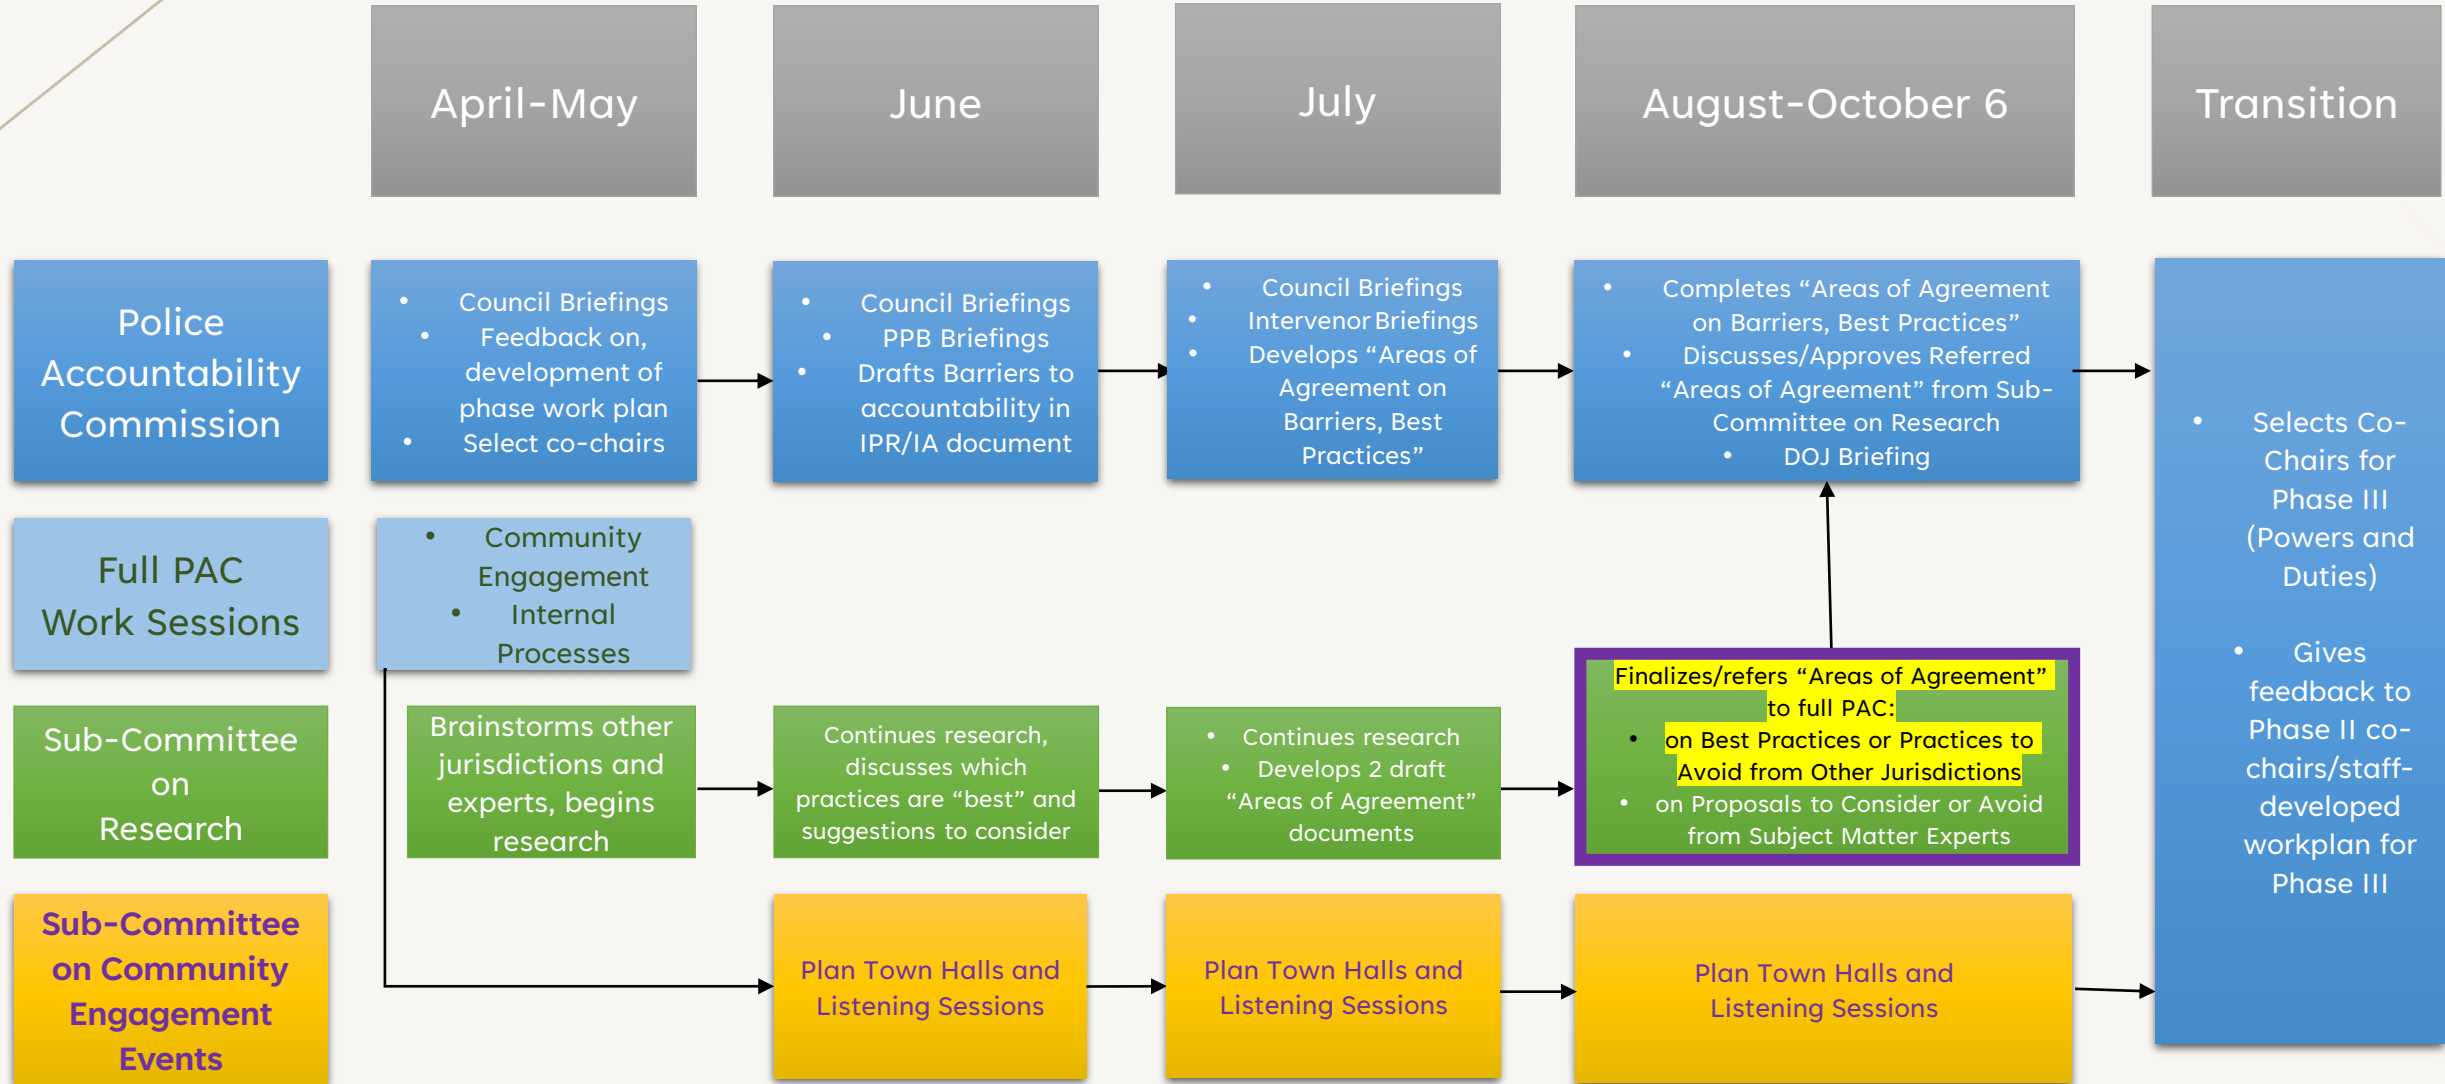 April-May
June
July
August-October 6
Transition
Police
Accountability
Commission
• Council Briefings
• Feedback on,
development of
phase work plan
• Select co-chairs
• Council Briefings
• PPB Briefings
• Drafts Barriers to
accountability in
IPR/IA document
• Council Briefings
• Intervenor Briefings
• Develops “Areas of
Agreement on
Barriers, Best
Practices”
• Completes “Areas of Agreement
on Barriers, Best Practices”
• Discusses/Approves Referred
“Areas of Agreement” from Sub-
Committee on Research
• DOJ Briefing
• Selects Co-
Chairs for
Phase III
(Powers and
Duties)
• Gives
feedback to
Phase II co-
chairs/staff-
developed
workplan for
Phase III
Full PAC
Work Sessions
• Community
Engagement
• Internal
Processes
Sub-Committee
on
Research
Brainstorms other
jurisdictions and
experts, begins
research
Continues research,
discusses which
practices are “best” and
suggestions to consider
• Continues research
• Develops 2 draft
“Areas of Agreement”
documents
Finalizes/refers “Areas of Agreement”
to full PAC:
• on Best Practices or Practices to
Avoid from Other Jurisdictions
• on Proposals to Consider or Avoid
from Subject Matter Experts
Sub-Committee
on Community
Engagement
Events
Plan Town Halls and
Listening Sessions
Plan Town Halls and
Listening Sessions
Plan Town Halls and
Listening Sessions